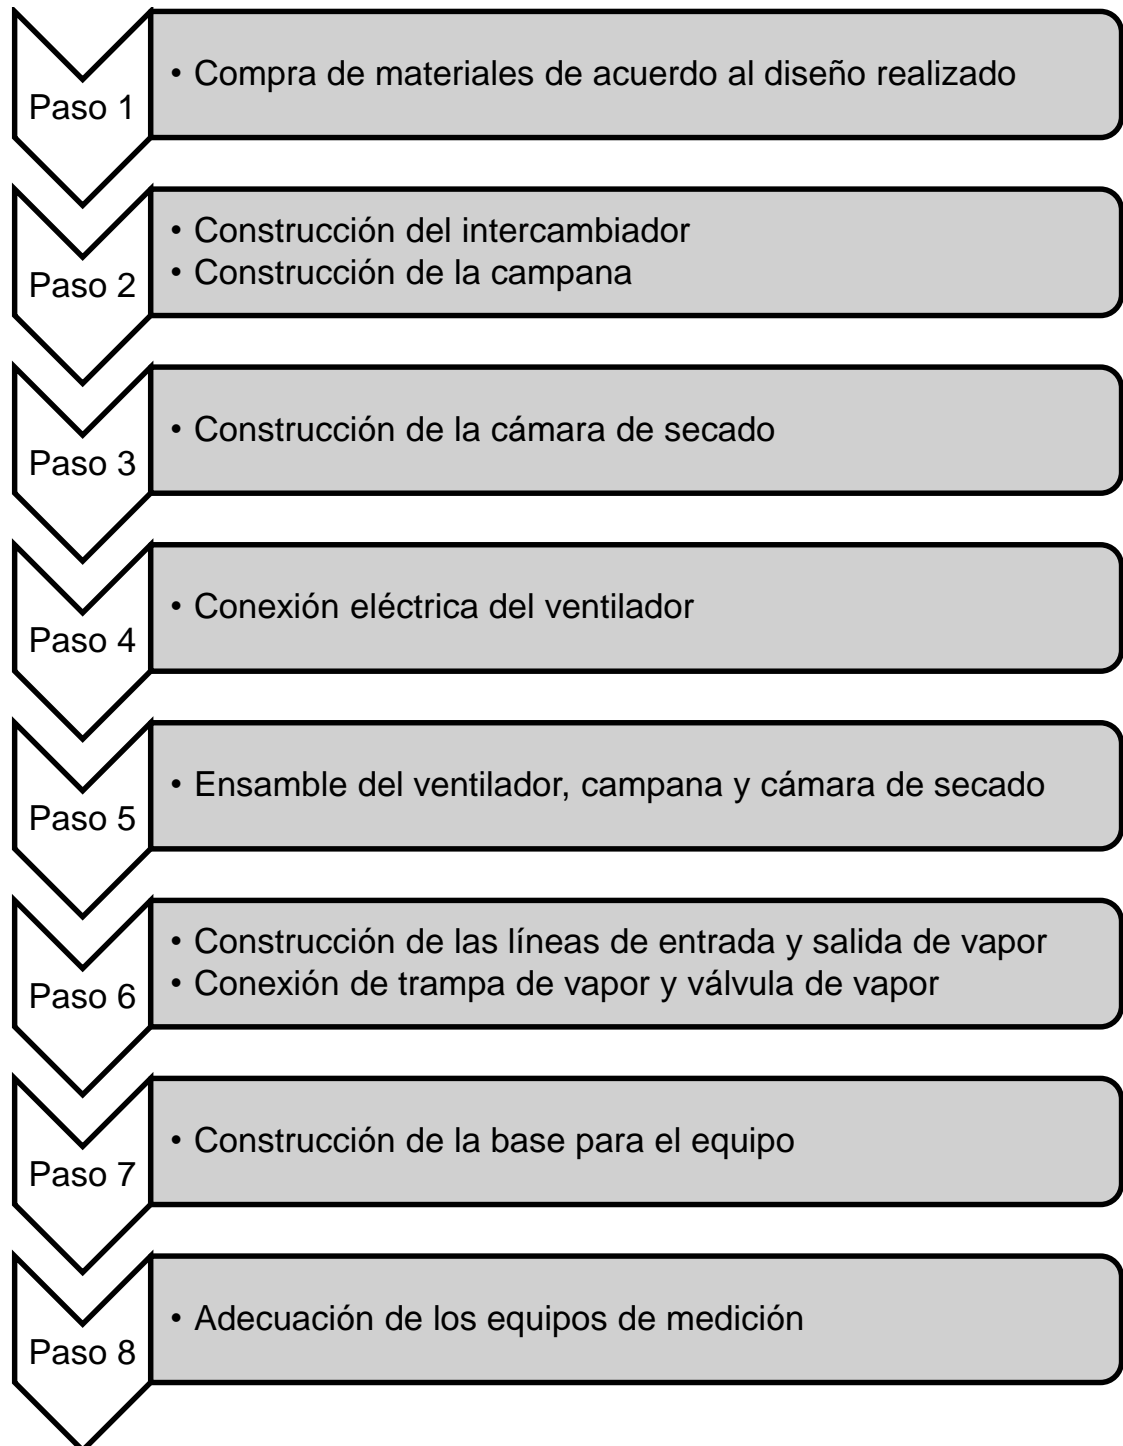 Paso 1
• Compra de materiales de acuerdo al diseño realizado
Paso 2
• Construcción del intercambiador
• Construcción de la campana
Paso 3
• Construcción de la cámara de secado
Paso 4
• Conexión eléctrica del ventilador
Paso 5
• Ensamble del ventilador, campana y cámara de secado
Paso 6
• Construcción de las líneas de entrada y salida de vapor
• Conexión de trampa de vapor y válvula de vapor
Paso 7
• Construcción de la base para el equipo
Paso 8
• Adecuación de los equipos de medición